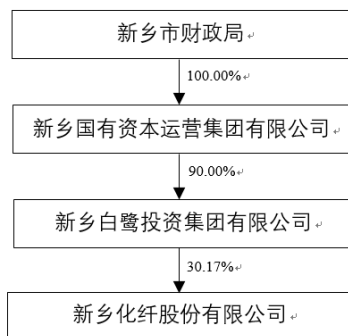 新乡市财政局
100.00%
新乡国有资本运营集团有限公司
90.00%
新乡白鹭投资集团有限公司
30.17%
新乡化纤股份有限公司